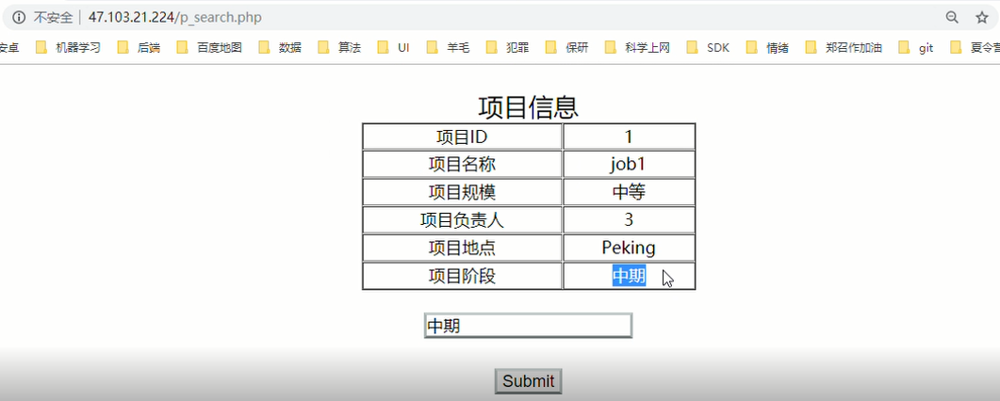 不安全 47.103.21.224/p_search.php
安卓 机器学习 后端 百度地图 数据 算法 UI 羊毛 犯罪 保研 科学上网 SDK 情绪 郑召作加油 git 夏令营
项目信息
项目ID 1
项目名称 job1
项目规模 中等
项目负责人 3
项目地点 Peking
项目阶段 中期
中期
Submit